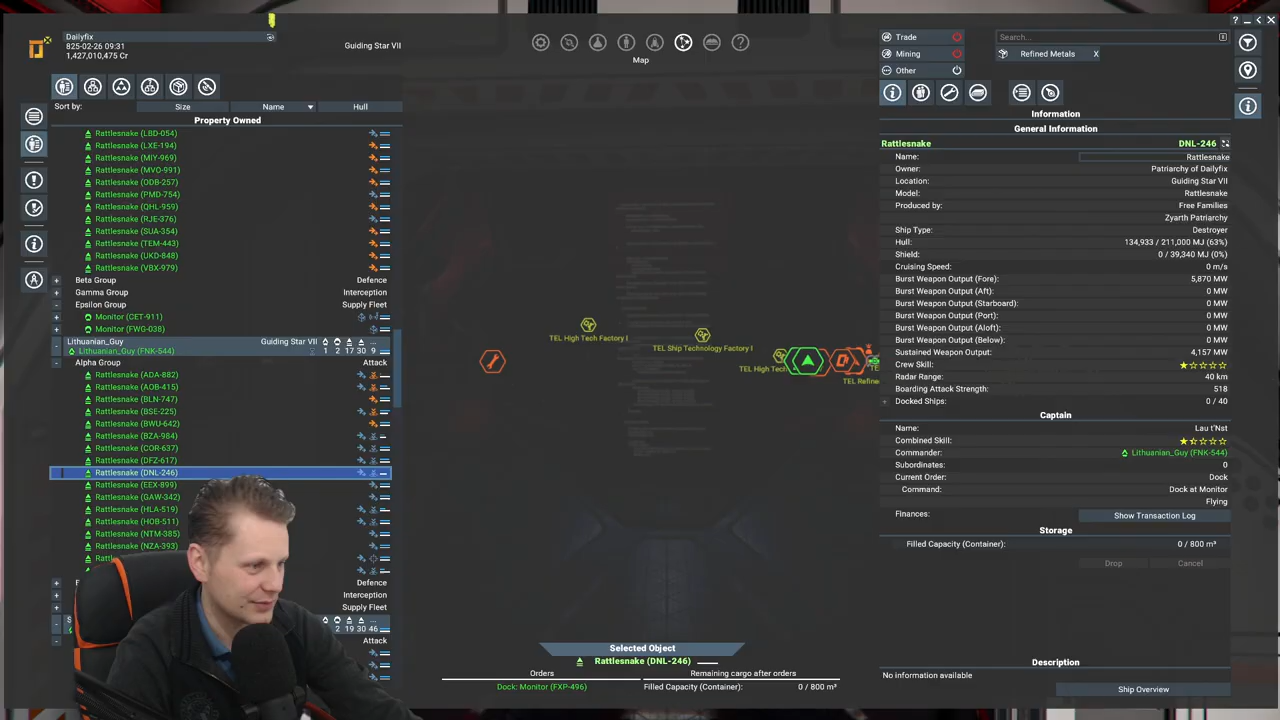 Dailyfix
825-02-26 09:31
1,427,010,475 Cr
Guiding Star VII
Map
Sort by:
Size
Name
Hull
Property Owned
Rattlesnake (LBD-054)
Rattlesnake (LXE-194)
Rattlesnake (MIY-969)
Rattlesnake (MVO-991)
Rattlesnake (ODB-257)
Rattlesnake (PMD-754)
Rattlesnake (QHL-959)
Rattlesnake (RJE-376)
Rattlesnake (SUA-354)
Rattlesnake (TEM-443)
Rattlesnake (UKD-848)
Rattlesnake (VBX-979)
+ Beta Group Defence
+ Gamma Group Interception
- Epsilon Group Supply Fleet
Monitor (CET-911)
Monitor (FWG-038)
Lithuanian_Guy Guiding Star VII
- Lithuanian_Guy (FNK-544) 1 2 17 30 9
- Alpha Group Attack
Rattlesnake (ADA-882)
Rattlesnake (AOB-415)
Rattlesnake (BLN-747)
Rattlesnake (BSE-225)
Rattlesnake (BWU-642)
Rattlesnake (BZA-984)
Rattlesnake (COR-637)
Rattlesnake (DFZ-617)
Rattlesnake (DNL-246)
Rattlesnake (EEX-899)
Rattlesnake (GAW-342)
Rattlesnake (HLA-519)
Rattlesnake (HOB-511)
Rattlesnake (NTM-385)
Rattlesnake (NZA-393)
Defence
Interception
Supply Fleet
2 19 30 46
Attack
TEL High Tech Factory I
TEL Ship Technology Factory I
TEL High Tech
TEL Refine
Selected Object
Rattlesnake (DNL-246)
Orders
Remaining cargo after orders
Dock: Monitor (FXP-496)
Filled Capacity (Container): 0 / 800 m³
Trade
Mining
Other
Search...
Refined Metals X
Information
General Information
Rattlesnake DNL-246
Name: Rattlesnake
Owner: Patriarchy of Dailyfix
Location: Guiding Star VII
Model: Rattlesnake
Produced by: Free Families
Zyarth Patriarchy
Ship Type: Destroyer
Hull: 134,933 / 211,000 MJ (63%)
Shield: 0 / 39,340 MJ (0%)
Cruising Speed: 0 m/s
Burst Weapon Output (Fore): 5,870 MW
Burst Weapon Output (Aft): 0 MW
Burst Weapon Output (Starboard): 0 MW
Burst Weapon Output (Port): 0 MW
Burst Weapon Output (Aloft): 0 MW
Burst Weapon Output (Below): 0 MW
Sustained Weapon Output: 4,157 MW
Crew Skill:
Radar Range: 40 km
Boarding Attack Strength: 518
+ Docked Ships: 0 / 40
Captain
Name: Lau t'Nst
Combined Skill:
Commander: Lithuanian_Guy (FNK-544)
Subordinates: 0
Current Order: Dock
Command: Dock at Monitor
Flying
Finances: Show Transaction Log
Storage
Filled Capacity (Container): 0 / 800 m³
Drop
Cancel
Description
No information available
Ship Overview